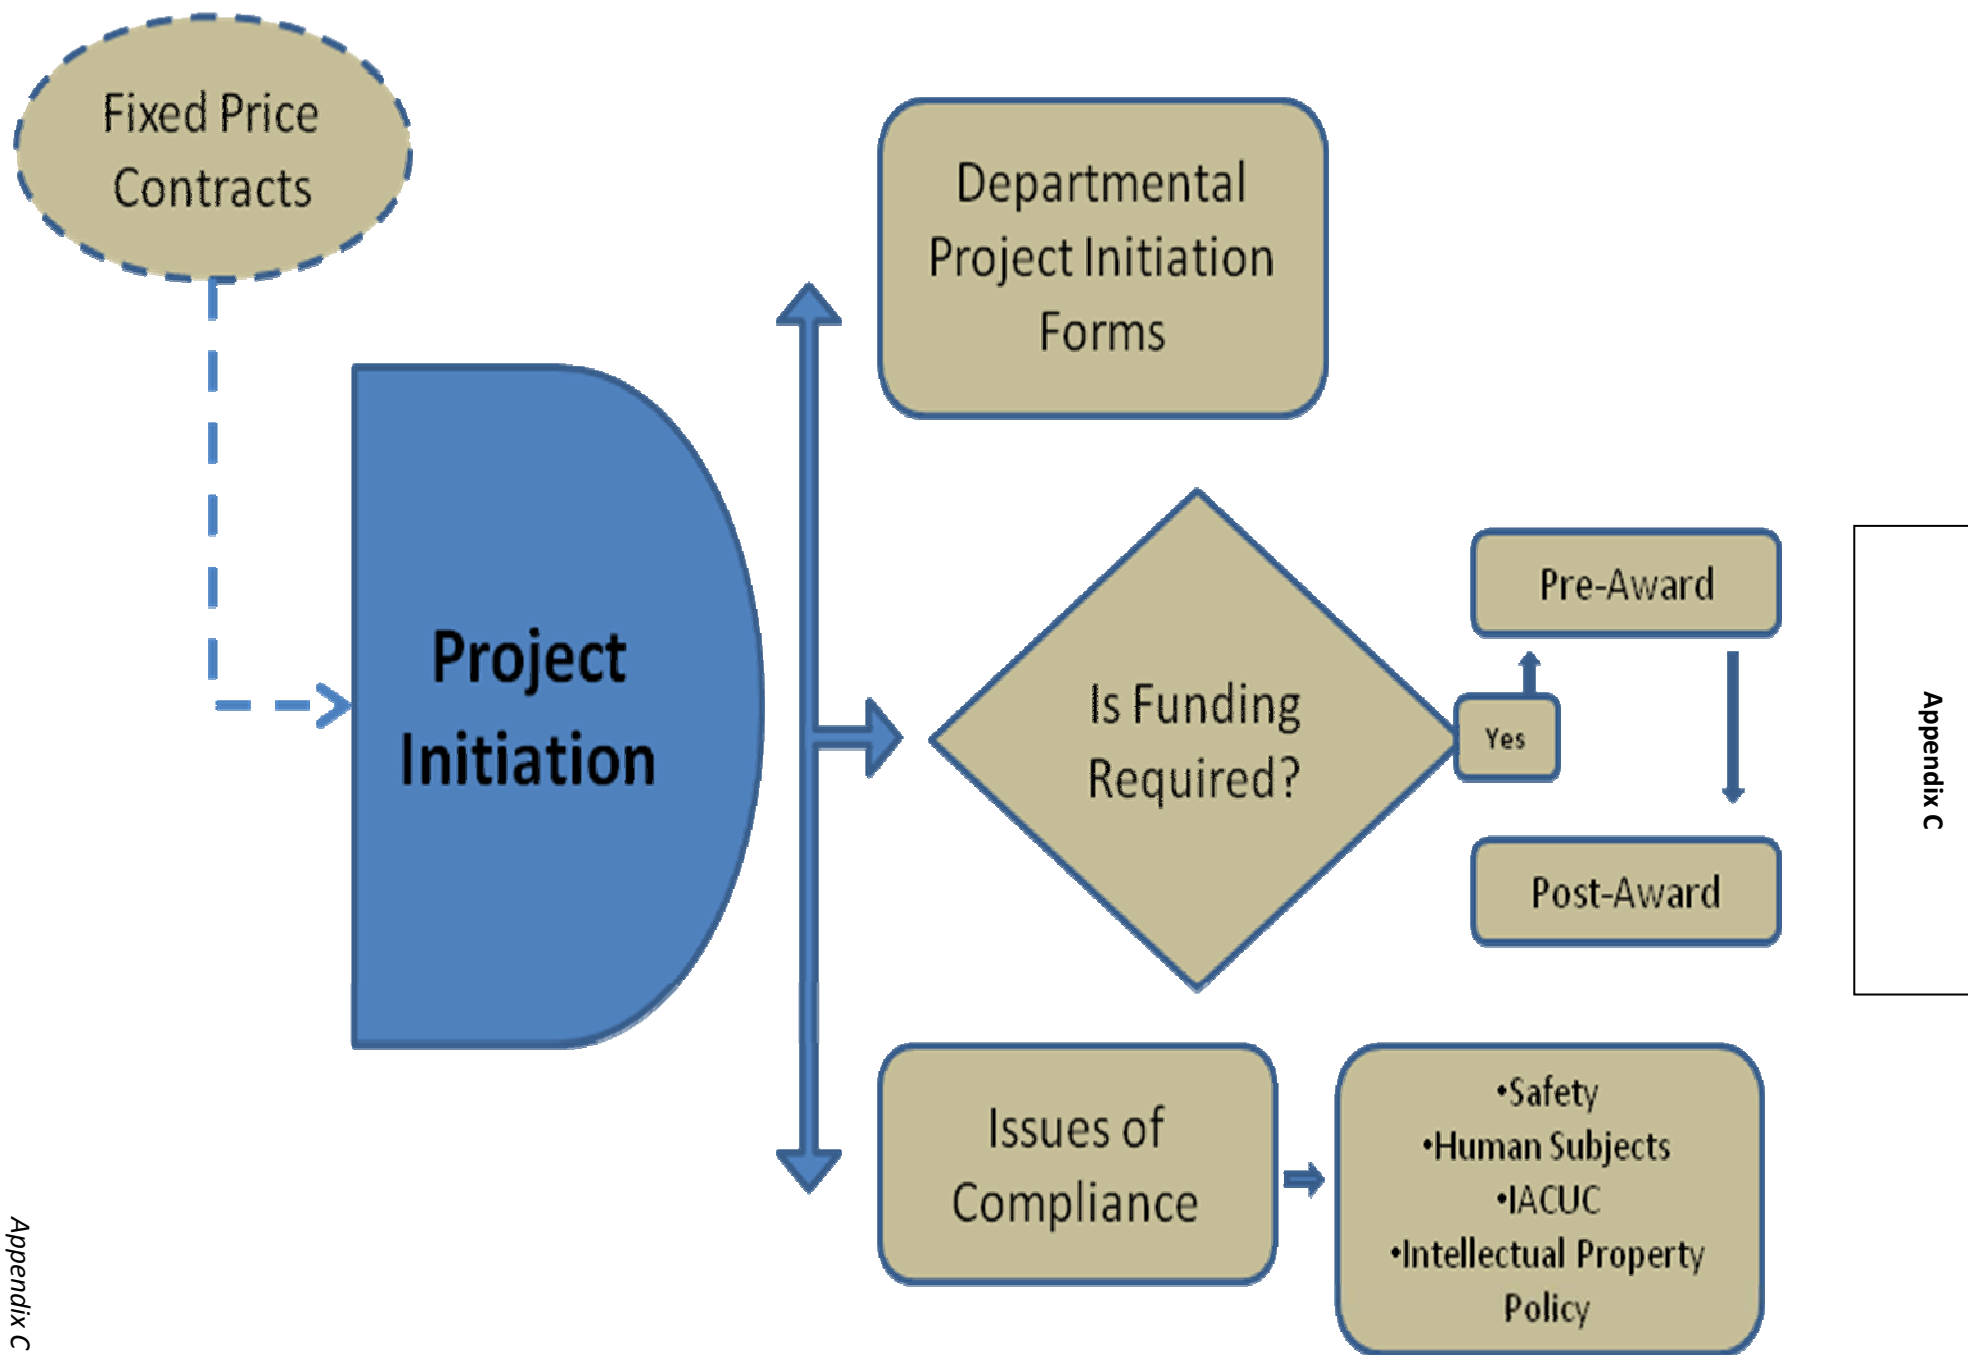 Fixed Price
Contracts
Departmental
Project Initiation
Forms
Project
Initiation
Is Funding
Required?
Yes
Pre-Award
Post-Award
Issues of
Compliance
•Safety
•Human Subjects
•IACUC
•Intellectual Property
Policy
Appendix C
Appendix C